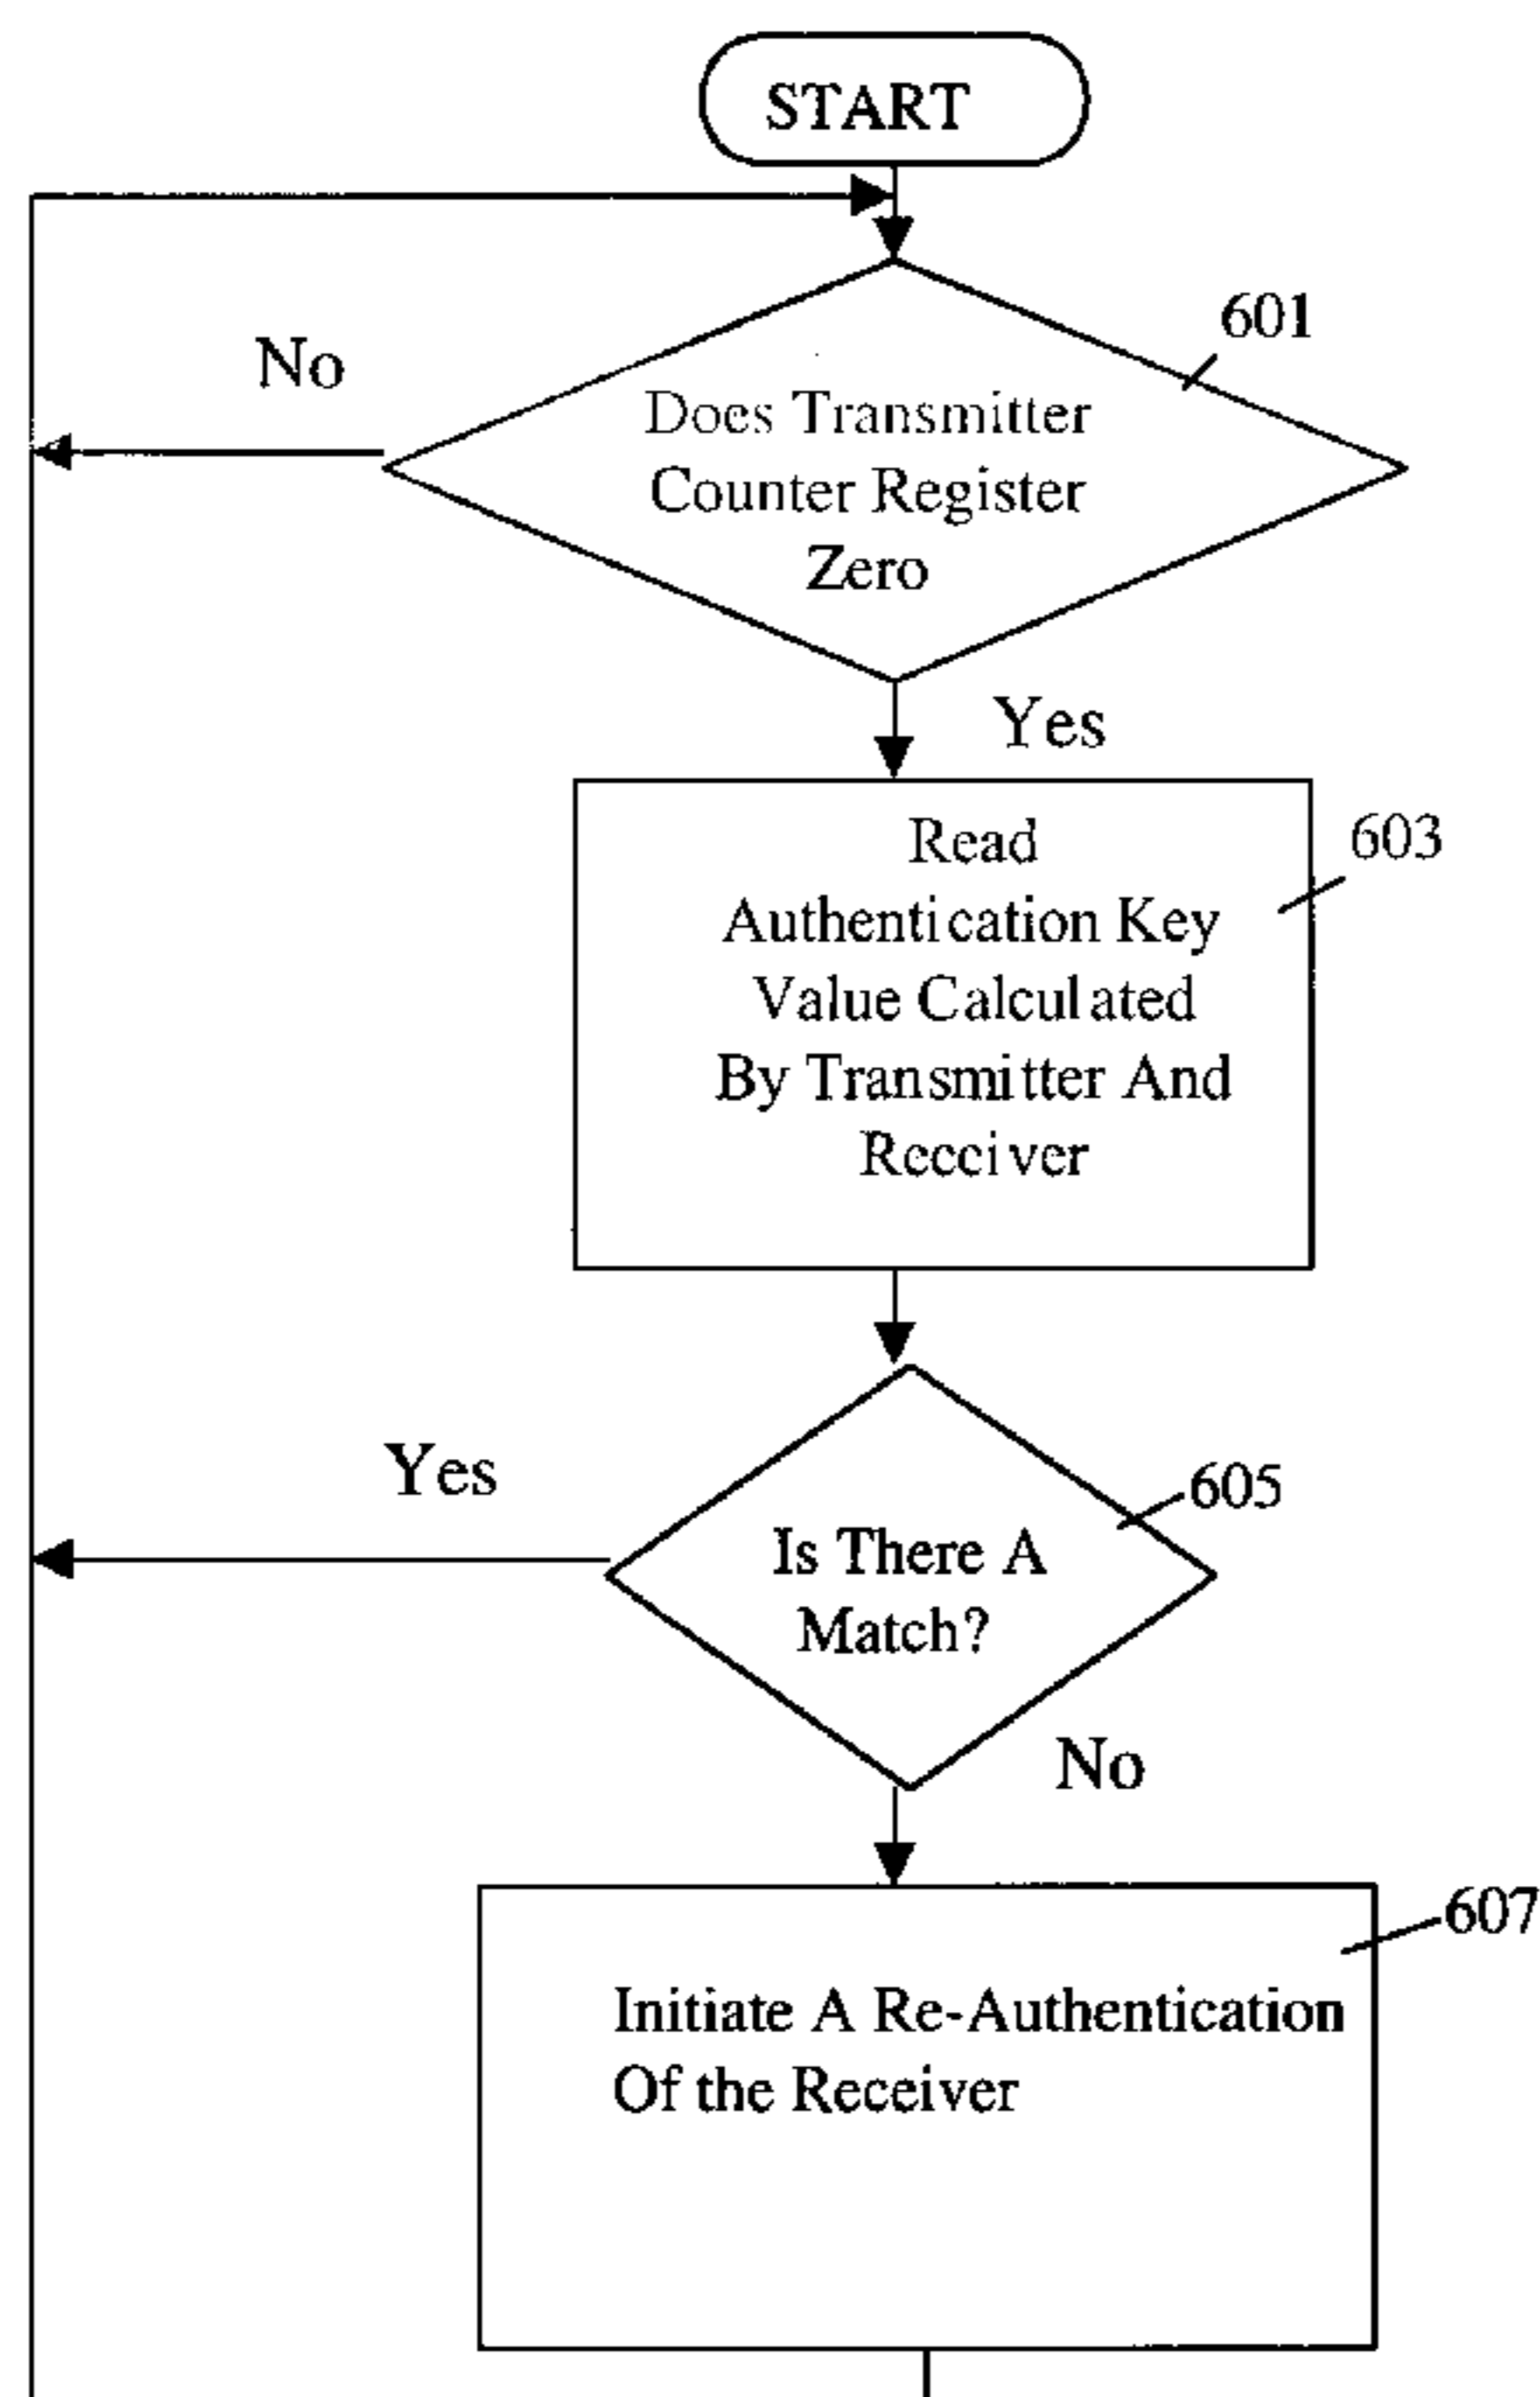 START
601
No
Does Transmitter
Counter Register
Zero
Yes
Read
603
Authentication Key
Value Calculated
By Transmitter And
Receiver
Yes
605
Is There A
Match?
No
607
Initiate A Re-Authentication
Of the Receiver